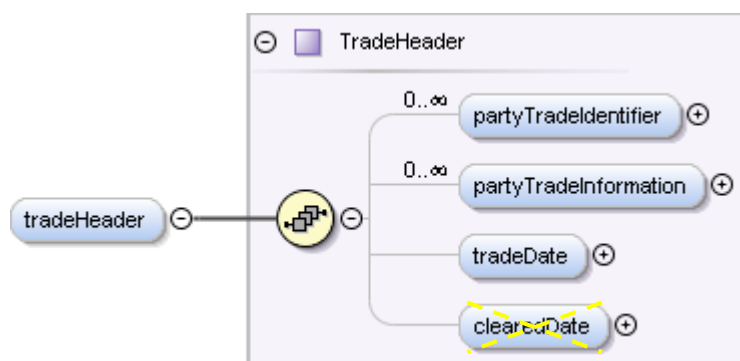 TradeHeader
0..∞
partyTradeIdentifier
0..∞
partyTradeInformation
tradeHeader
tradeDate
clearedDate